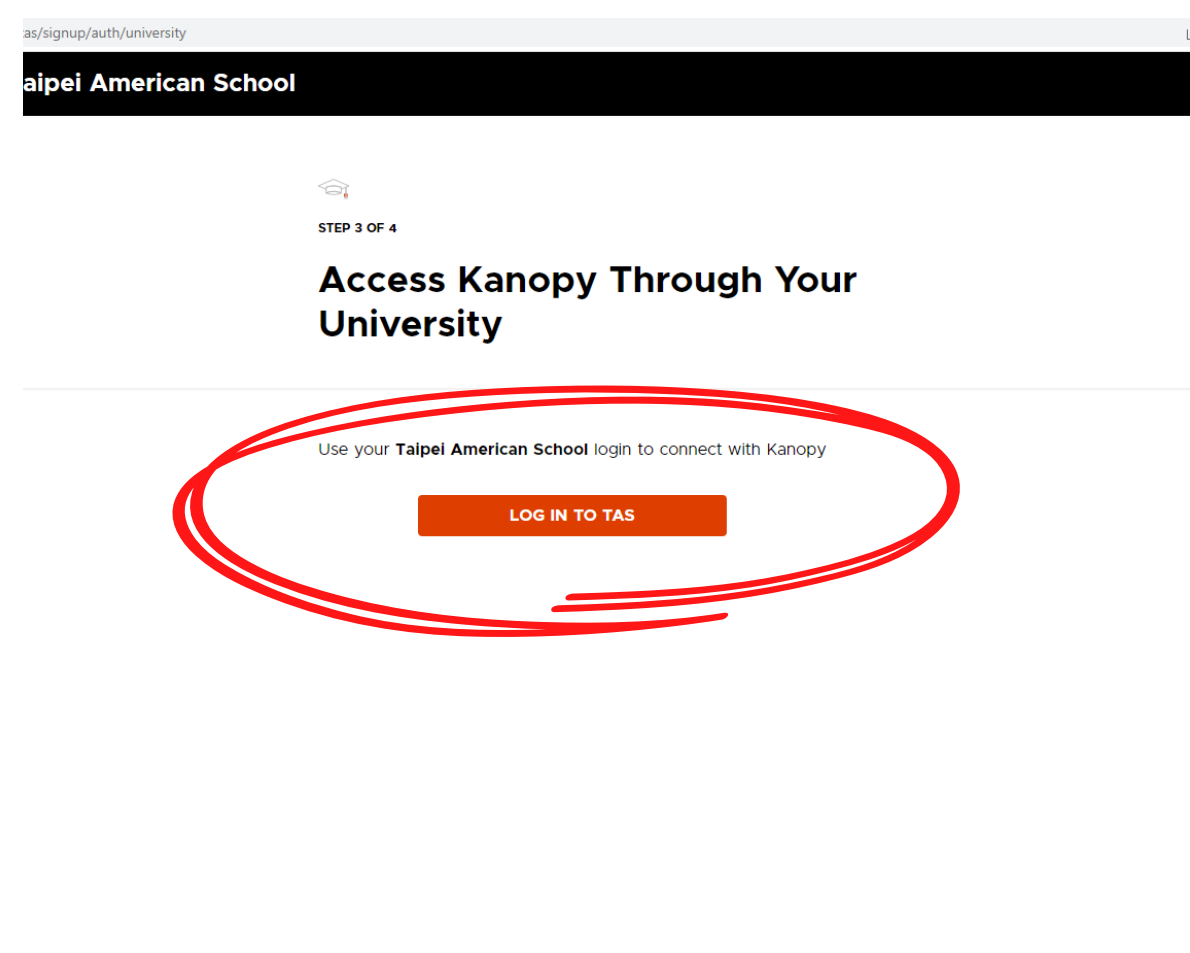 as/signup/auth/university
aipei American School
STEP 3 OF 4
Access Kanopy Through Your
University
Use your Taipei American School login to connect with Kanopy
LOG IN TO TAS